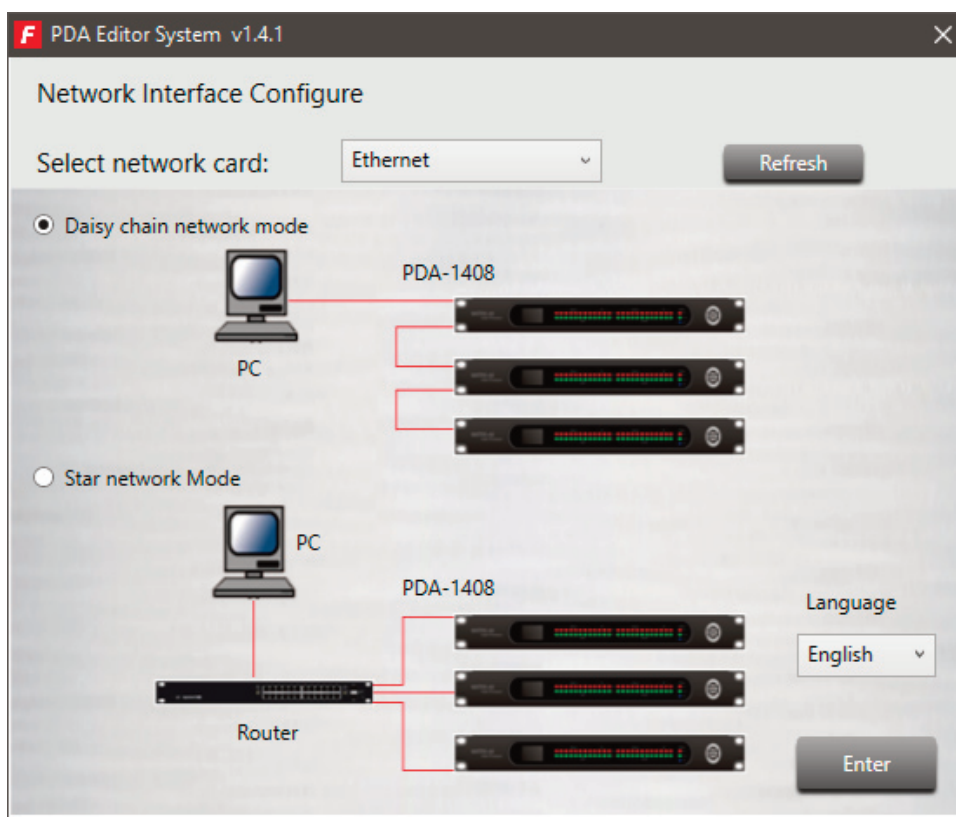 F PDA Editor System v1.4.1
Network Interface Configure
Select network card:
Ethernet
Refresh
Daisy chain network mode
PDA-1408
PC
Star network Mode
PC
PDA-1408
Language
English
Router
Enter